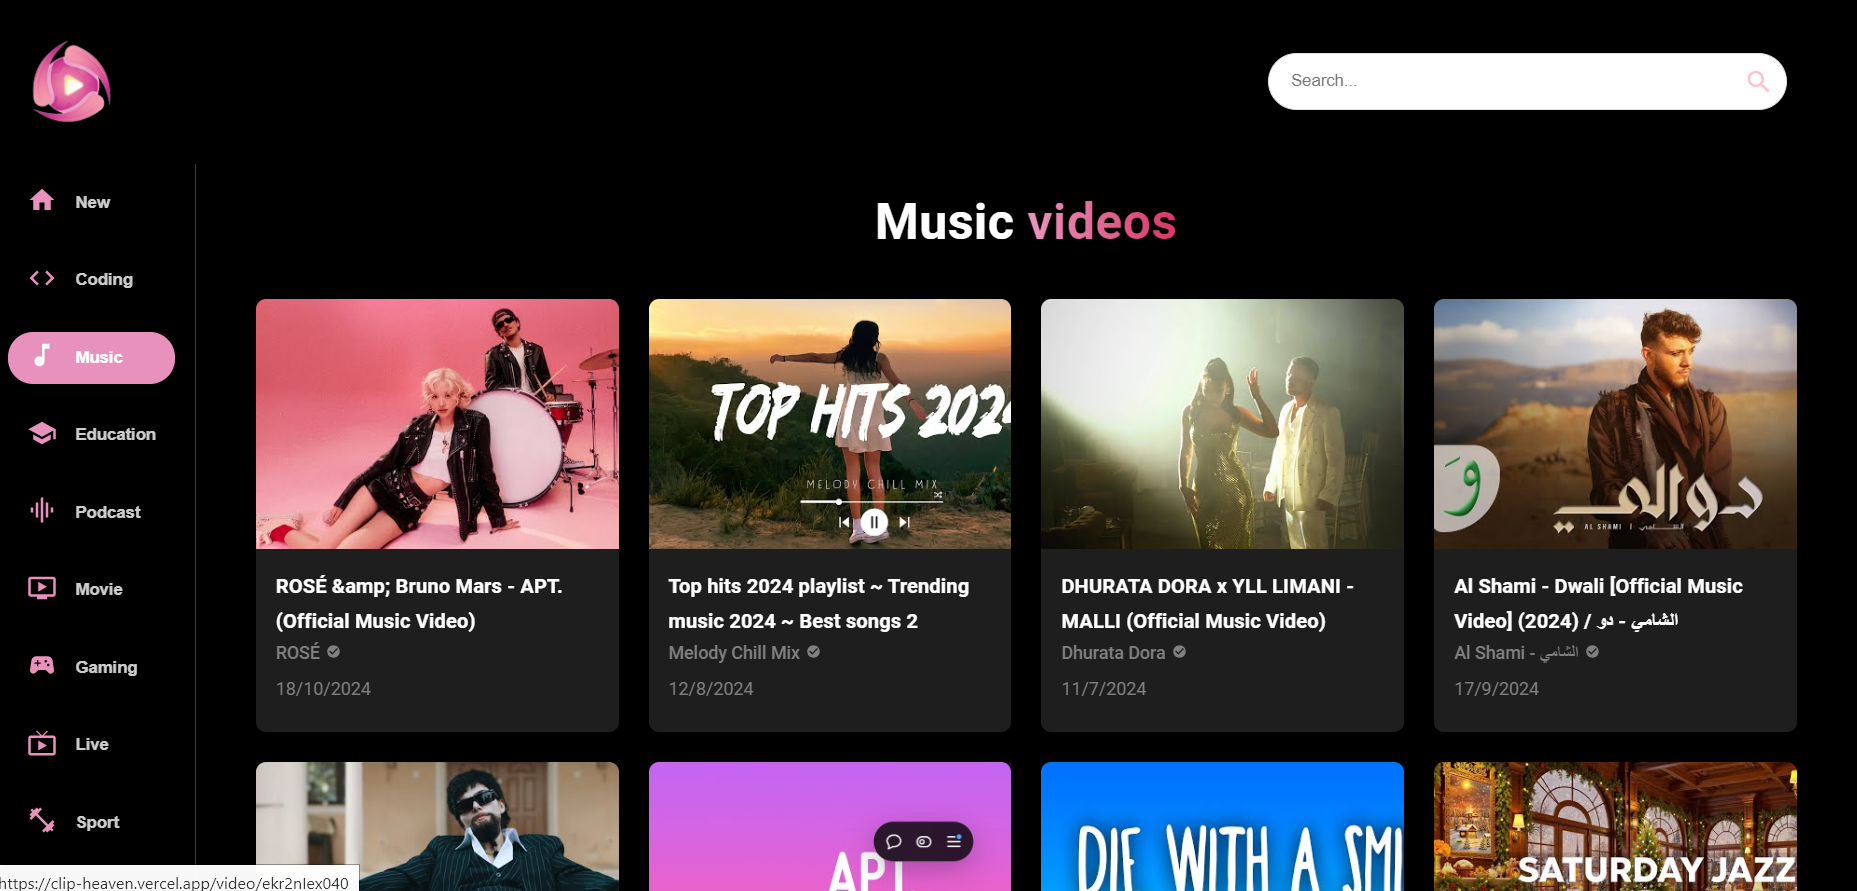 Search...
New
Coding
Music
Education
Podcast
Movie
Gaming
Live
Sport
Music videos
TOP HITS 2024
MELODY CHILL MIX
دوالي
AL SHAMI | الشامي
ROSÉ &amp; Bruno Mars - APT.
(Official Music Video)
ROSÉ
18/10/2024
Top hits 2024 playlist ~ Trending
music 2024 ~ Best songs 2
Melody Chill Mix
12/8/2024
DHURATA DORA x YLL LIMANI -
MALLI (Official Music Video)
Dhurata Dora
11/7/2024
Al Shami - Dwali [Official Music
Video] (2024) / الشامي - دو
Al Shami - الشامي
17/9/2024
APT.
DIE WITH A SMI
SATURDAY JAZZ
https://clip-heaven.vercel.app/video/ekr2nIex040